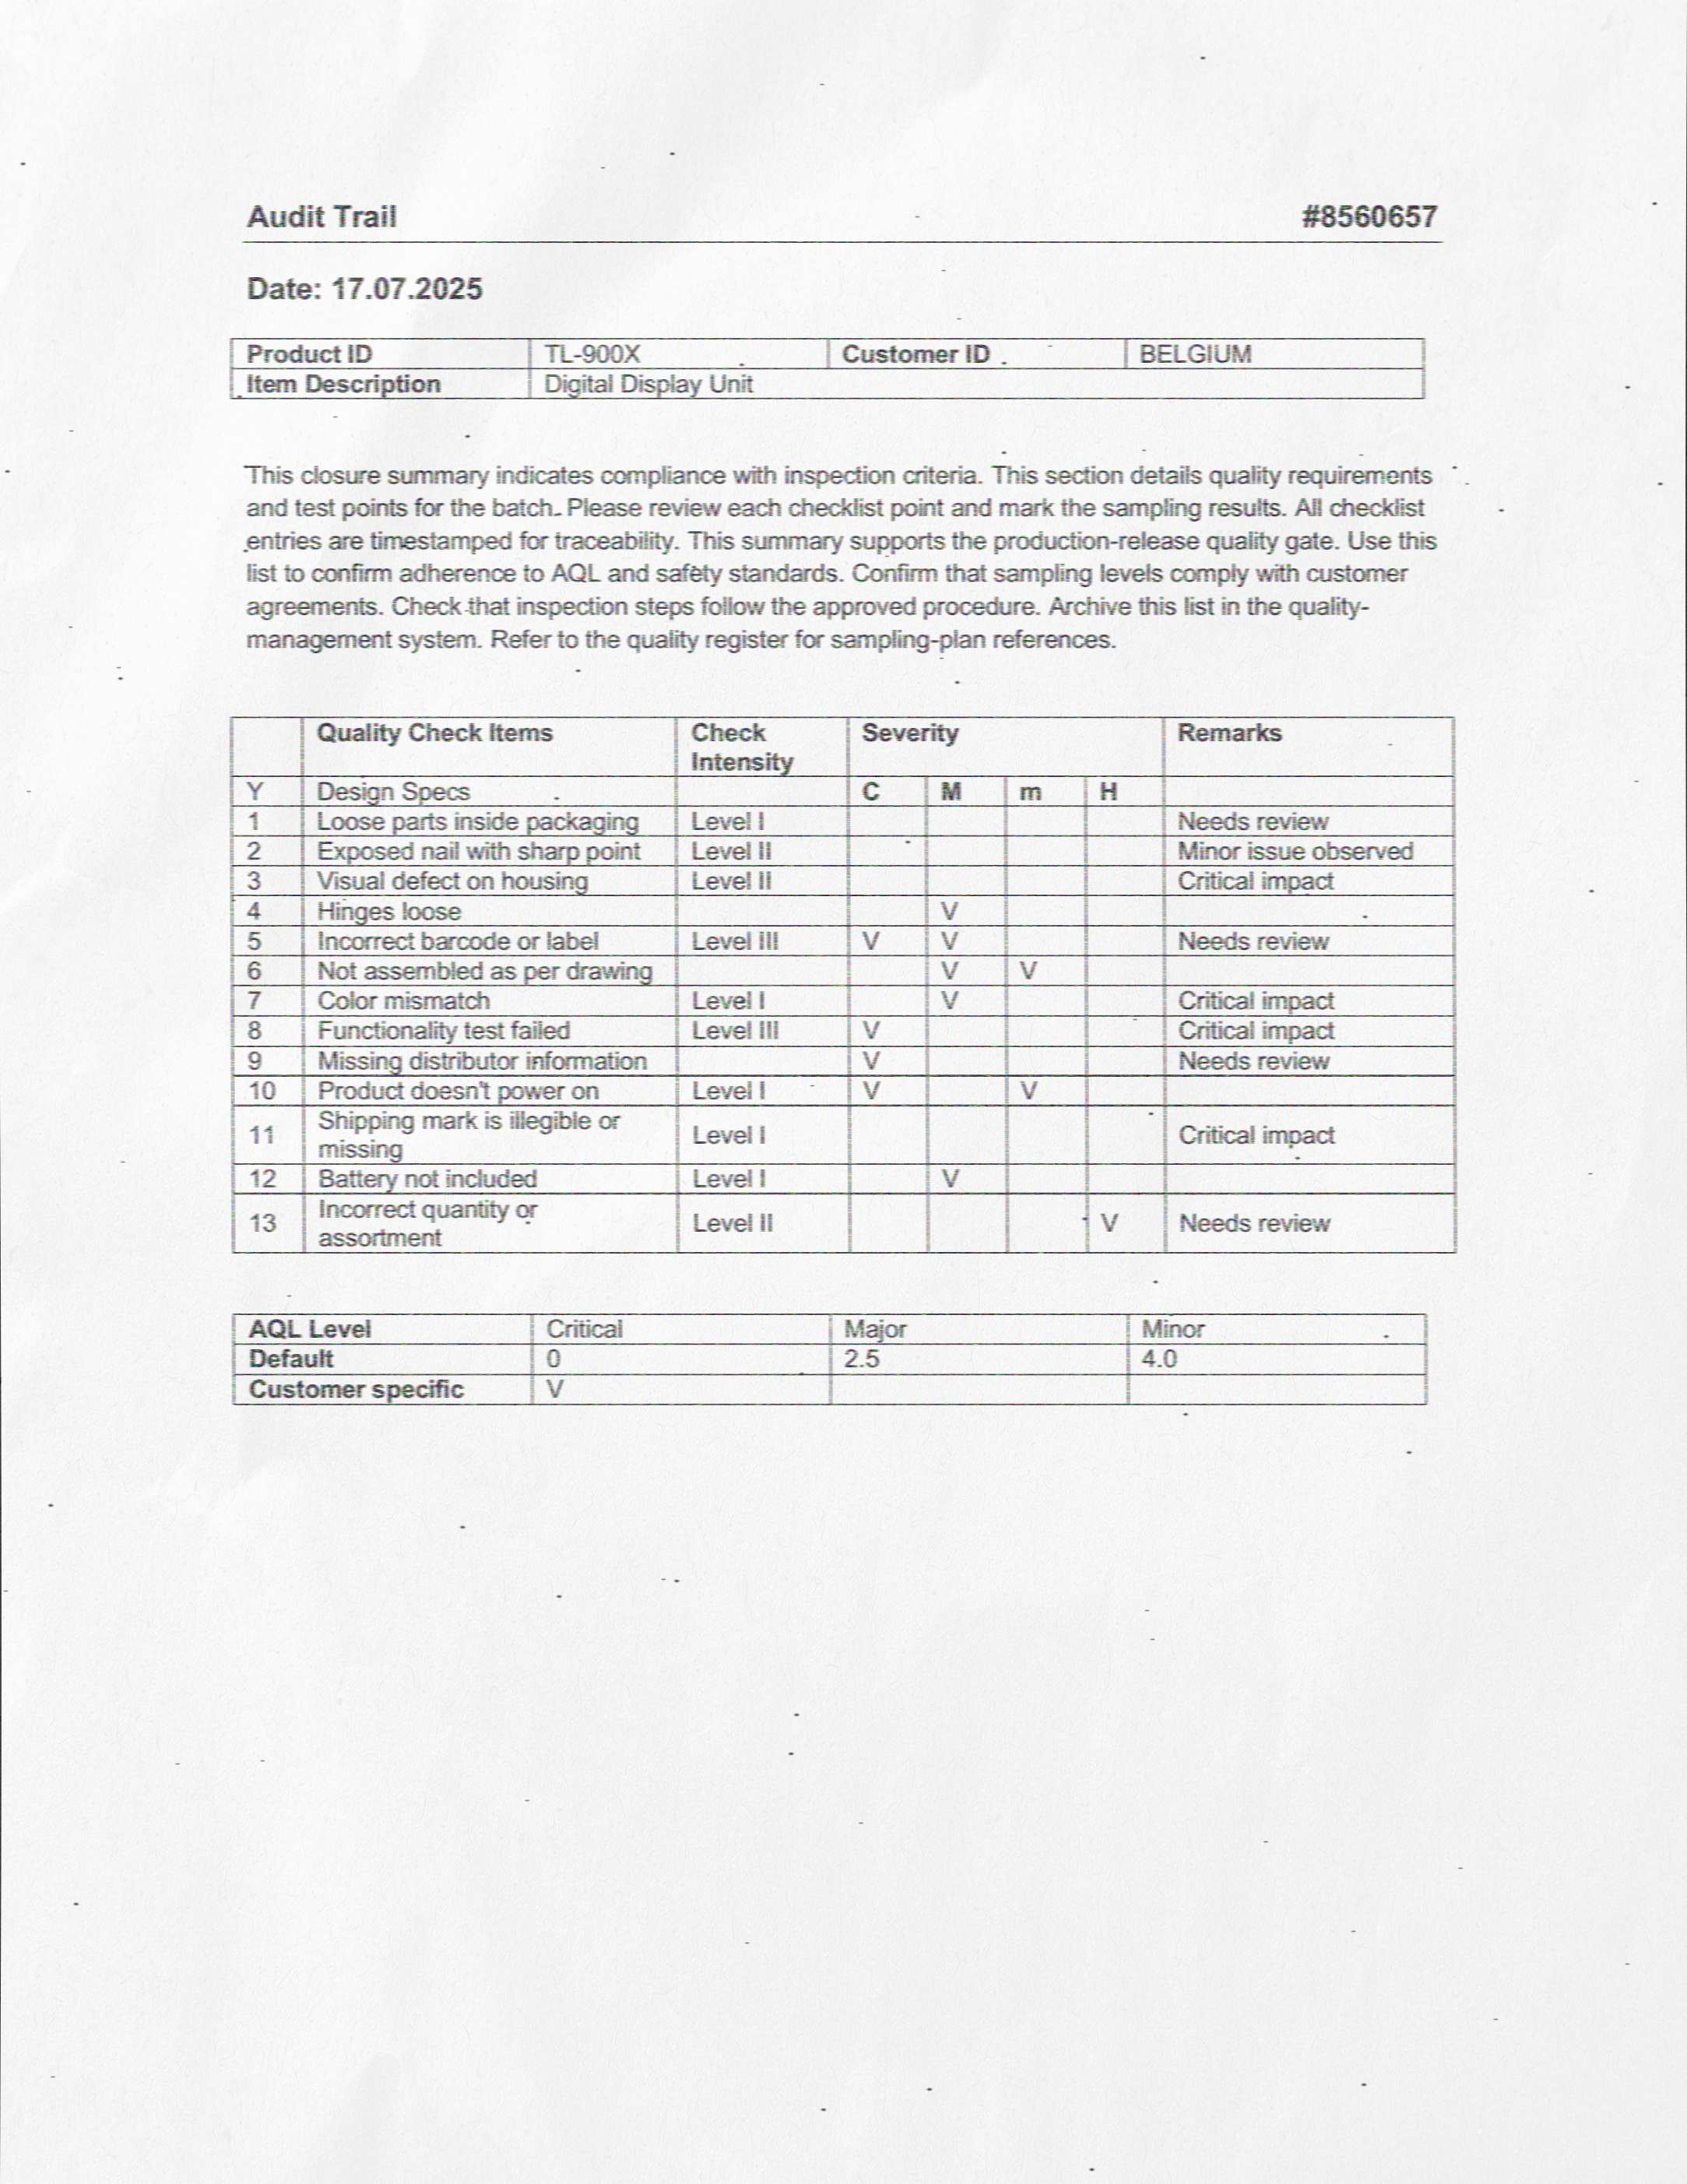 Audit Trail #8560657
Date: 17.07.2025
Product ID TL-900X Customer ID BELGIUM
Item Description Digital Display Unit
This closure summary indicates compliance with inspection criteria. This section details quality requirements
and test points for the batch. Please review each checklist point and mark the sampling results. All checklist
entries are timestamped for traceability. This summary supports the production-release quality gate. Use this
list to confirm adherence to AQL and safety standards. Confirm that sampling levels comply with customer
agreements. Check that inspection steps follow the approved procedure. Archive this list in the quality-
management system. Refer to the quality register for sampling-plan references.
Quality Check Items Check Severity Remarks
Intensity
Y Design Specs C M m H
1 Loose parts inside packaging Level I Needs review
2 Exposed nail with sharp point Level II Minor issue observed
3 Visual defect on housing Level II Critical impact
4 Hinges loose V
5 Incorrect barcode or label Level III V V Needs review
6 Not assembled as per drawing V V
7 Color mismatch Level I V Critical impact
8 Functionality test failed Level III V Critical impact
9 Missing distributor information V Needs review
10 Product doesn't power on Level I V V
11 Shipping mark is illegible or
missing Level I Critical impact
12 Battery not included Level I V
13 Incorrect quantity or
assortment Level II V Needs review
AQL Level Critical Major Minor
Default 0 2.5 4.0
Customer specific V